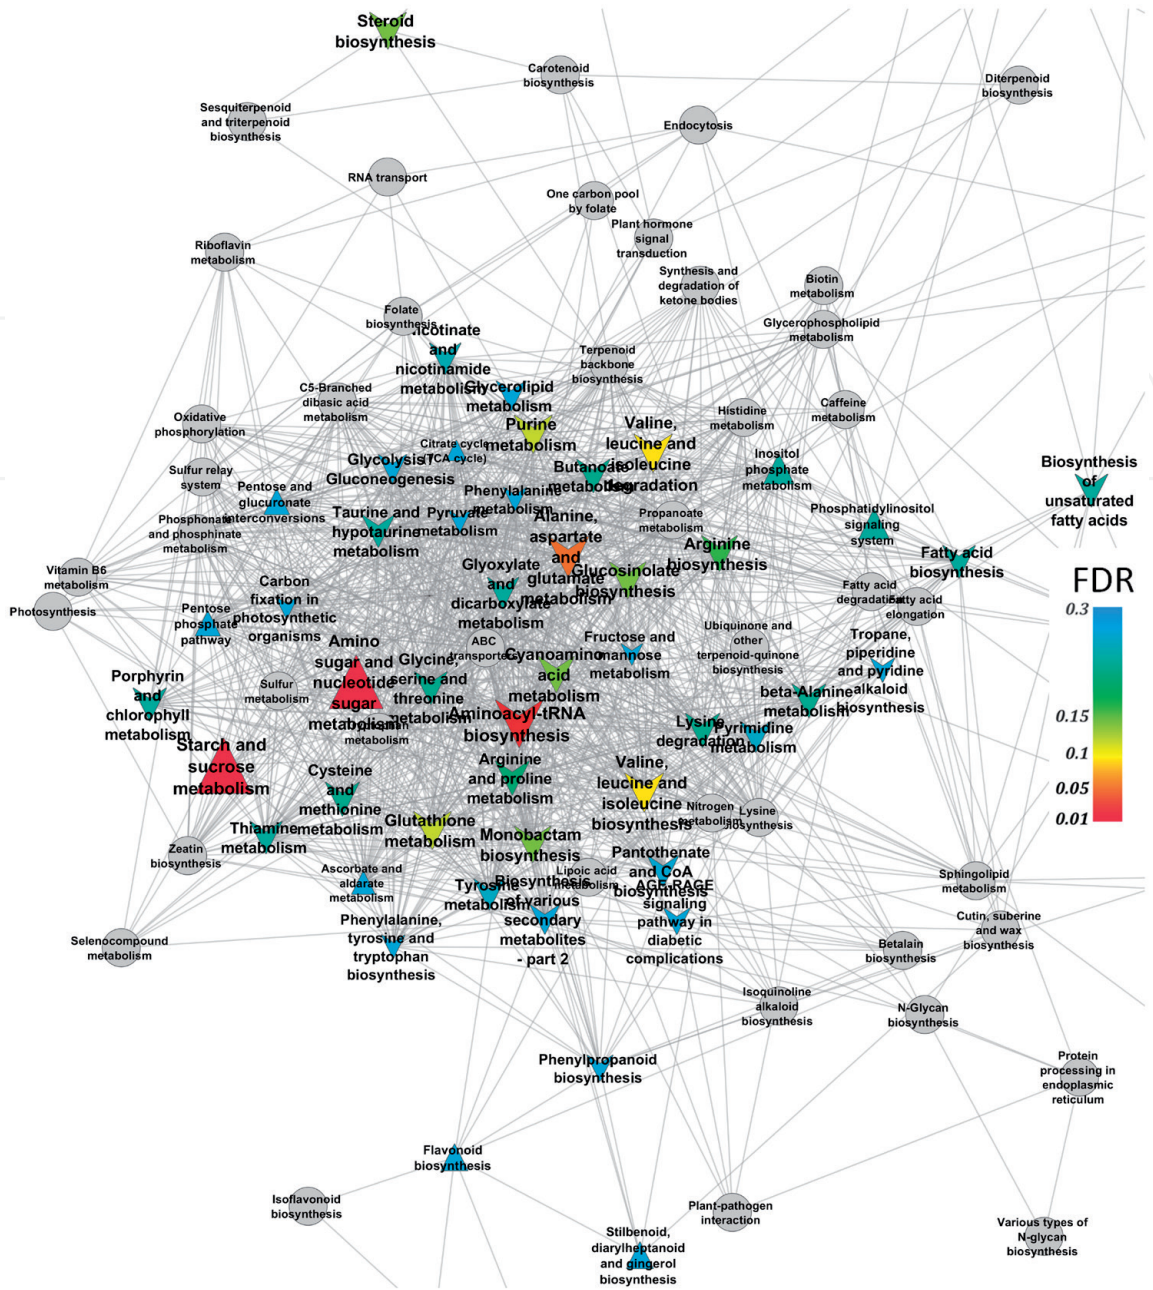 Steroid
biosynthesis
Carotenoid
biosynthesis
Diterpenoid
biosynthesis
Sesquiterpenoid
and triterpenoid
biosynthesis
Endocytosis
RNA transport
One carbon pool
by folate
Plant hormone
signal
transduction
Riboflavin
metabolism
Synthesis and
degradation of
ketone bodies
Biotin
metabolism
Folate
biosynthesis
Glycerophospholipid
metabolism
icotinate
and
nicotinamide
metabolism
Terpenoid
backbone
biosynthesis
C5-Branched
dibasic acid
metabolism
Glycerolipid
metabolism
Caffeine
metabolism
Oxidative
phosphorylation
Histidine
metabolism
Purine
metabolism
Valine,
leucine and
isoleucine
degradation
Citrate cycle
(TCA cycle)
Glycolysis /
Gluconeogenesis
Butanoate
metabolism
Inositol
phosphate
metabolism
Biosynthesis
of
unsaturated
fatty acids
Sulfur relay
system
Pentose and
glucuronate
interconversions
Phenylalanine
metabolism
Phosphonate
and phosphinate
metabolism
Taurine and
hypotaurine
metabolism
Pyruvate
metabolism
Alanine,
aspartate
and
glutamate
metabolism
Propanoate
metabolism
Phosphatidylinositol
signaling
system
Arginine
biosynthesis
Fatty acid
biosynthesis
Vitamin B6
metabolism
Glyoxylate
and
dicarboxylate
metabolism
Glucosinolate
biosynthesis
Photosynthesis
Carbon
fixation in
photosynthetic
organisms
Fatty acid
degradation
Fatty acid
elongation
FDR
0.3
0.15
0.1
0.05
0.01
Pentose
phosphate
pathway
Amino
sugar and
nucleotide
sugar
metabolism
ABC
transporters
Fructose and
mannose
metabolism
Ubiquinone and
other
terpenoid-quinone
biosynthesis
Tropane,
piperidine
and pyridine
alkaloid
biosynthesis
Cyanoamino
acid
metabolism
Glycine,
serine and
threonine
metabolism
Porphyrin
and
chlorophyll
metabolism
Sulfur
metabolism
beta-Alanine
metabolism
metabolism
Aminoacyl-tRNA
biosynthesis
Lysine
degradation
Pyrimidine
metabolism
Starch and
sucrose
metabolism
Arginine
and proline
metabolism
Valine,
leucine and
isoleucine
biosynthesis
Cysteine
and
methionine
metabolism
Nitrogen
metabolism
Lysine
biosynthesis
Thiamine
metabolism
Glutathione
metabolism
Monobactam
biosynthesis
Zeatin
biosynthesis
Pantothenate
and CoA
biosynthesis
Ascorbate and
aldarate
metabolism
Lipoic acid
metabolism
Sphingolipid
metabolism
Tyrosine
metabolism
Biosynthesis
of various
secondary
metabolites
- part 2
AGE-RAGE
signaling
pathway in
diabetic
complications
Phenylalanine,
tyrosine and
tryptophan
biosynthesis
Cutin, suberine
and wax
biosynthesis
Selenocompound
metabolism
Betalain
biosynthesis
Isoquinoline
alkaloid
biosynthesis
N-Glycan
biosynthesis
Phenylpropanoid
biosynthesis
Protein
processing in
endoplasmic
reticulum
Flavonoid
biosynthesis
Isoflavonoid
biosynthesis
Plant-pathogen
interaction
Various types of
N-glycan
biosynthesis
Stilbenoid,
diarylheptanoid
and gingerol
biosynthesis